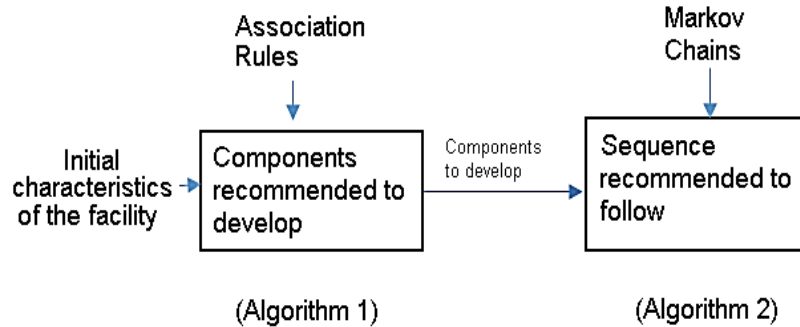 Association
Rules
Markov
Chains
Initial
characteristics
of the facility
Components
recommended to
develop
Components
to develop
Sequence
recommended to
follow
(Algorithm 1)
(Algorithm 2)